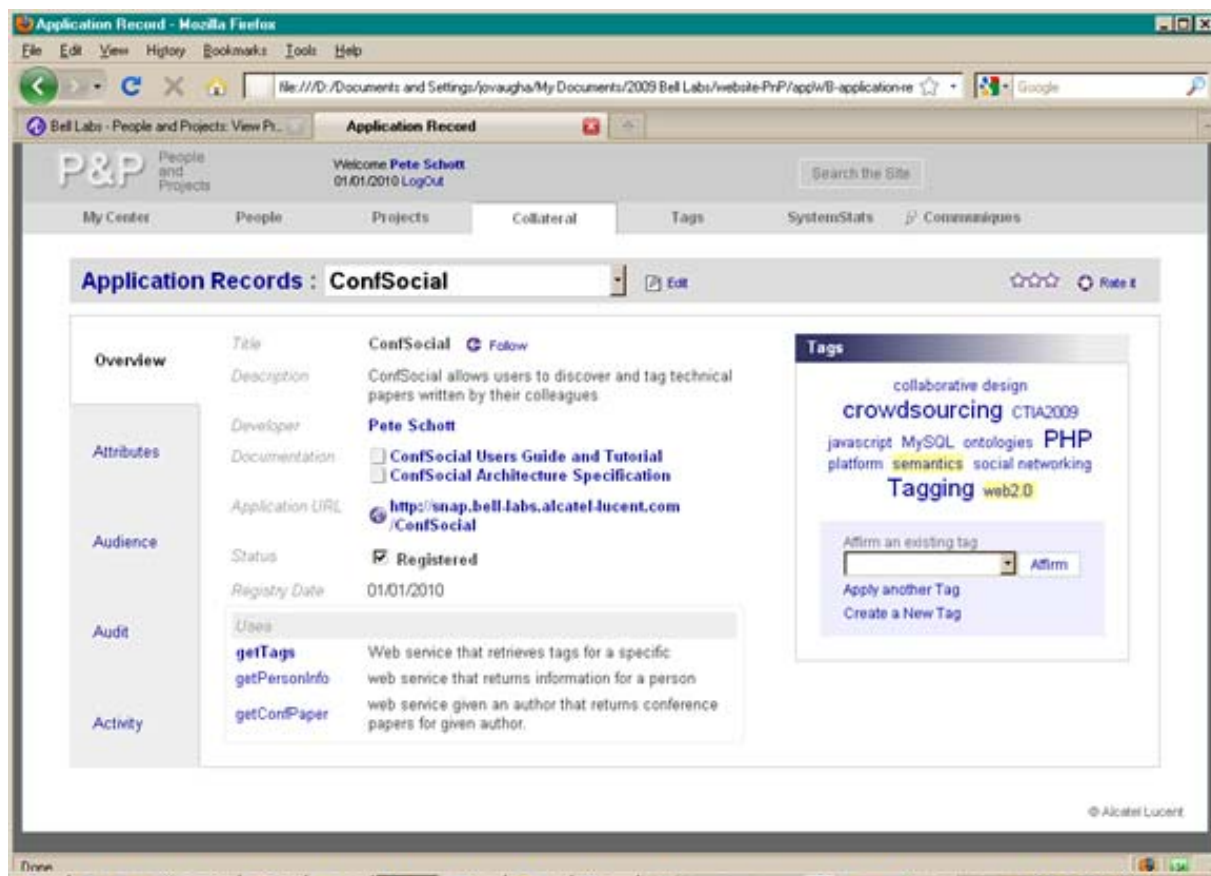 Application Record - Mozilla Firefox
File Edit View History Bookmarks Tools Help
file:///D:/Documents and Settings/jovaugha/My Documents/2009 Bell Labs/website-PnP/appWB-application-re Google
Bell Labs - People and Projects: View Pr... Application Record
P&P People and Projects
Welcome Pete Schott
01/01/2010 LogOut
Search the Site
My Center People Projects Collateral Tags SystemStats Communiques
Application Records : ConfSocial Edit Rate it
Overview
Attributes
Audience
Audit
Activity
Title ConfSocial Follow
Description ConfSocial allows users to discover and tag technical
papers written by their colleagues
Developer Pete Schott
Documentation ConfSocial Users Guide and Tutorial
ConfSocial Architecture Specification
Application URL http://snap.bell-labs.alcatel-lucent.com
/ConfSocial
Status Registered
Registry Date 01/01/2010
Uses
getTags Web service that retrieves tags for a specific
getPersonInfo web service that returns information for a person
getConfPaper web service given an author that returns conference
papers for given author.
Tags
collaborative design
crowdsourcing CTIA2009
javascript MySQL ontologies PHP
platform semantics social networking
Tagging web2.0
Affirm an existing tag
Affirm
Apply another Tag
Create a New Tag
© Alcatel Lucent
Done